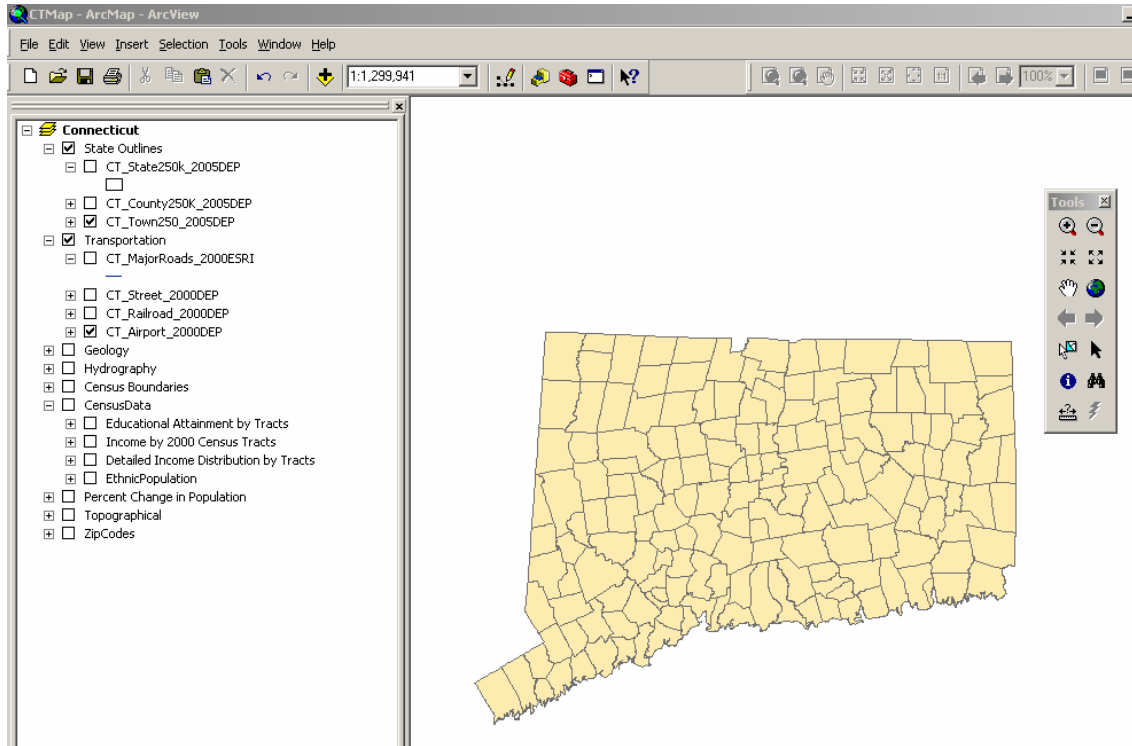 CTMap - ArcMap - ArcView
File Edit View Insert Selection Tools Window Help
1:1,299,941
1:1
100%
Connecticut
State Outlines
CT_State250k_2005DEP
CT_County250K_2005DEP
CT_Town250_2005DEP
Transportation
CT_MajorRoads_2000ESRI
CT_Street_2000DEP
CT_Railroad_2000DEP
CT_Airport_2000DEP
Geology
Hydrography
Census Boundaries
CensusData
Educational Attainment by Tracts
Income by 2000 Census Tracts
Detailed Income Distribution by Tracts
EthnicPopulation
Percent Change in Population
Topographical
ZipCodes
Tools